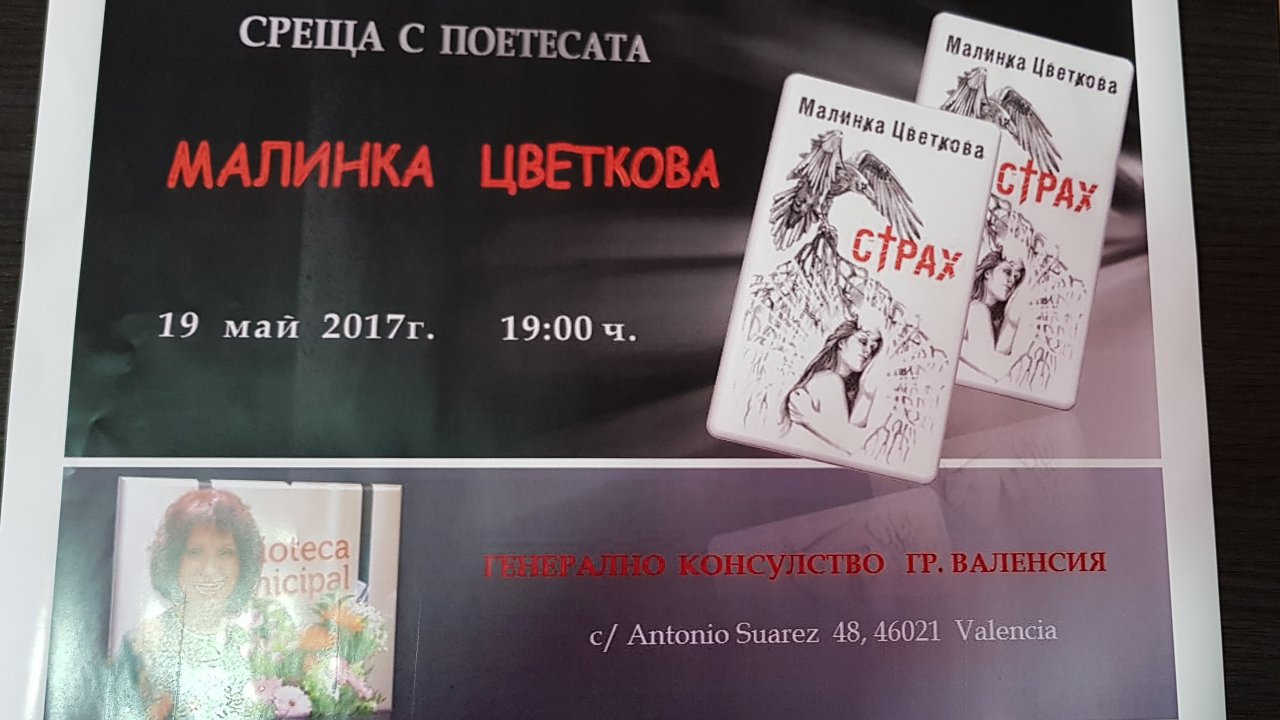 СРЕЩА С ПОЕТЕСАТА
МАЛИНКА ЦВЕТКОВА
19 май 2017г. 19:00 ч.
Малинка Цветкова
СТРАХ
Малинка Цветкова
СТРАХ
ГЕНЕРАЛНО КОНСУЛСТВО ГР. ВАЛЕНСИЯ
c/ Antonio Suarez 48, 46021 Valencia